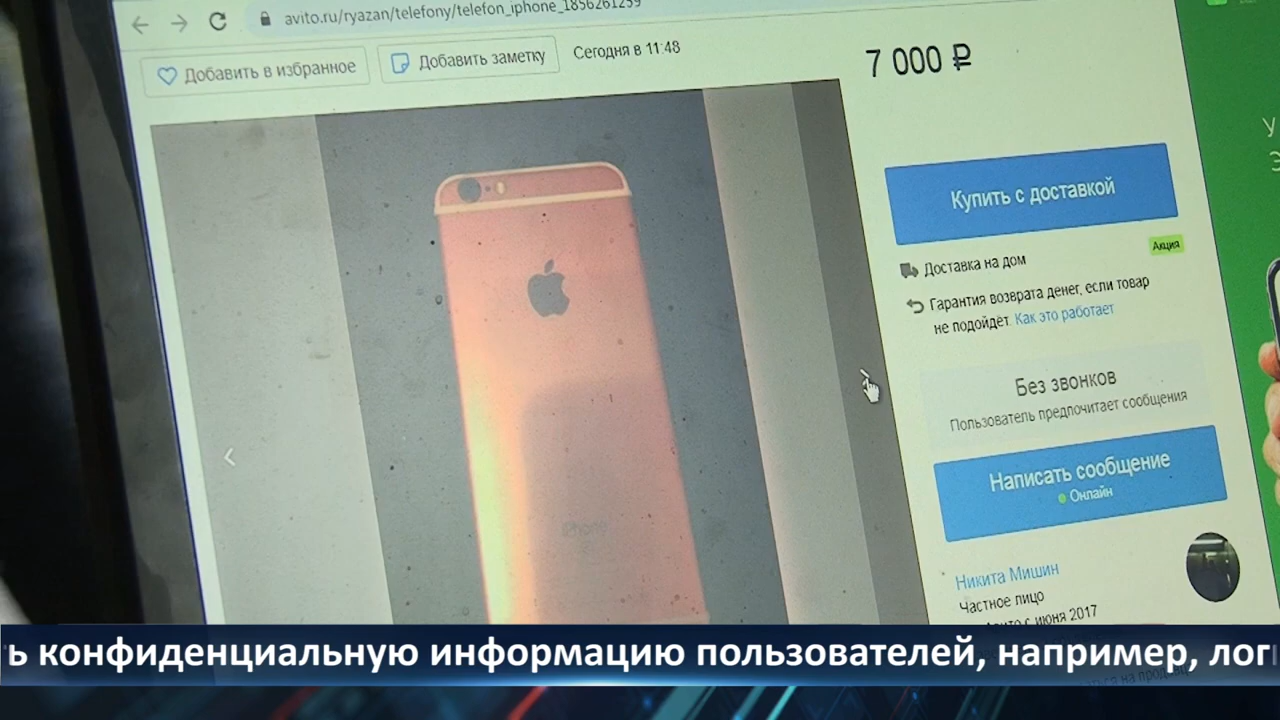 avito.ru/ryazan/telefony/telefon_iphone_1856261259
Добавить в избранное
Добавить заметку
Сегодня в 11:48
7 000 ₽
Купить с доставкой
Акция
Доставка на дом
Гарантия возврата денег, если товар
не подойдёт. Как это работает
Без звонков
Пользователь предпочитает сообщения
Написать сообщение
Онлайн
Никита Мишин
Частное лицо
с июня 2017
iPhone
ь конфиденциальную информацию пользователей, например, лог